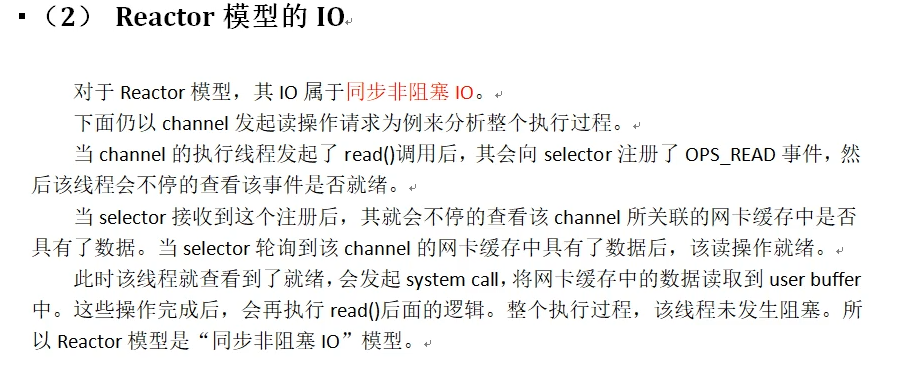 ▪ （2） Reactor 模型的 IO
对于 Reactor 模型，其 IO 属于同步非阻塞 IO。
下面仍以 channel 发起读操作请求为例来分析整个执行过程。
当 channel 的执行线程发起了 read()调用后，其会向 selector 注册了 OPS_READ 事件，然
后该线程会不停的查看该事件是否就绪。
当 selector 接收到这个注册后，其就会不停的查看该 channel 所关联的网卡缓存中是否
具有了数据。当 selector 轮询到该 channel 的网卡缓存中具有了数据后，该读操作就绪。
此时该线程就查看到了就绪，会发起 system call，将网卡缓存中的数据读取到 user buffer
中。这些操作完成后，会再执行 read()后面的逻辑。整个执行过程，该线程未发生阻塞。所
以 Reactor 模型是“同步非阻塞 IO”模型。